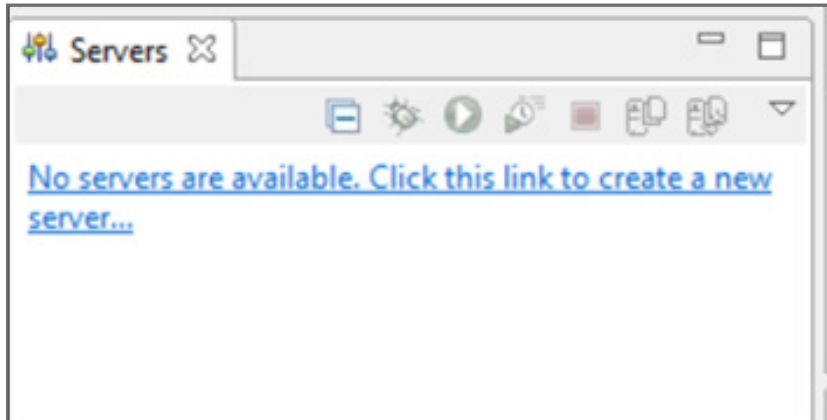 Servers
No servers are available. Click this link to create a new
server...